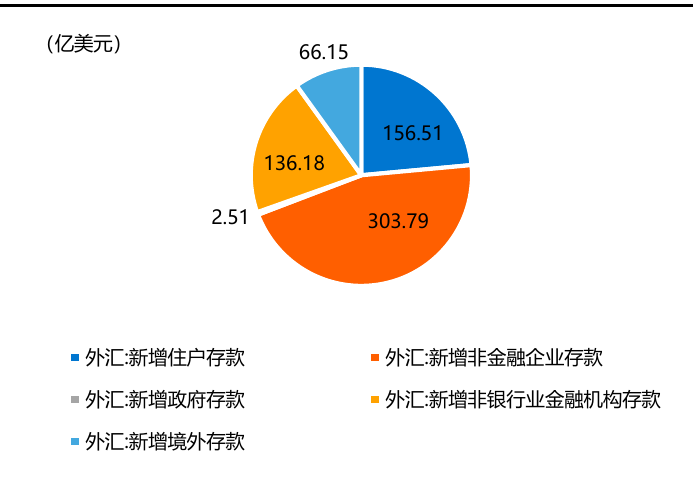 （亿美元）
66.15
156.51
136.18
303.79
2.51
外汇:新增住户存款
外汇:新增非金融企业存款
外汇:新增政府存款
外汇:新增非银行业金融机构存款
外汇:新增境外存款